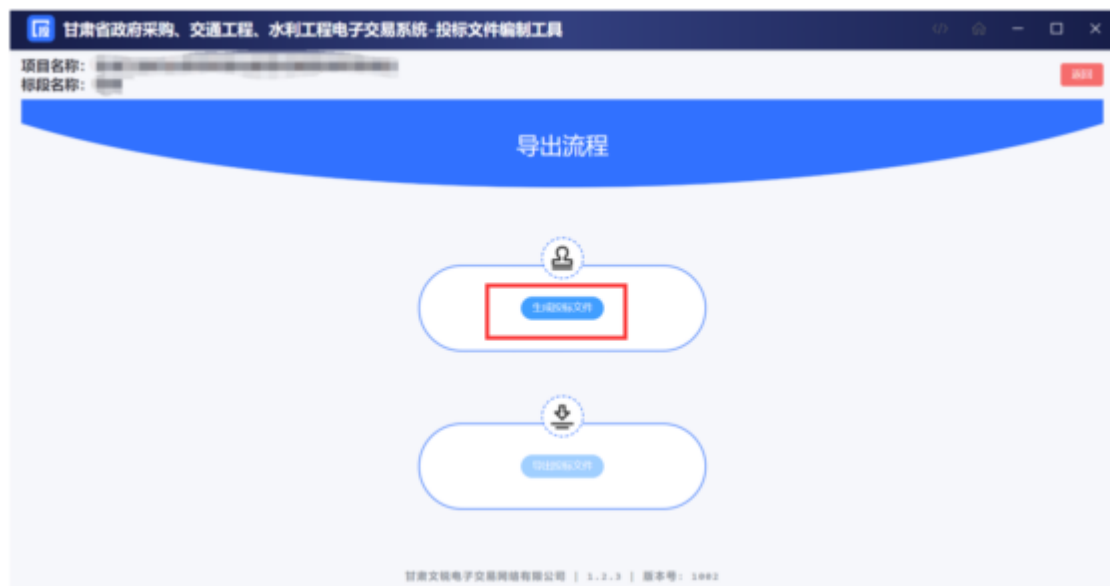 甘肃省政府采购、交通工程、水利工程电子交易系统-投标文件编制工具
项目名称:
标段名称:
返回
导出流程
生成投标文件
导出投标文件
甘肃文锐电子交易网络有限公司 | 1.2.3 | 版本号: 1002